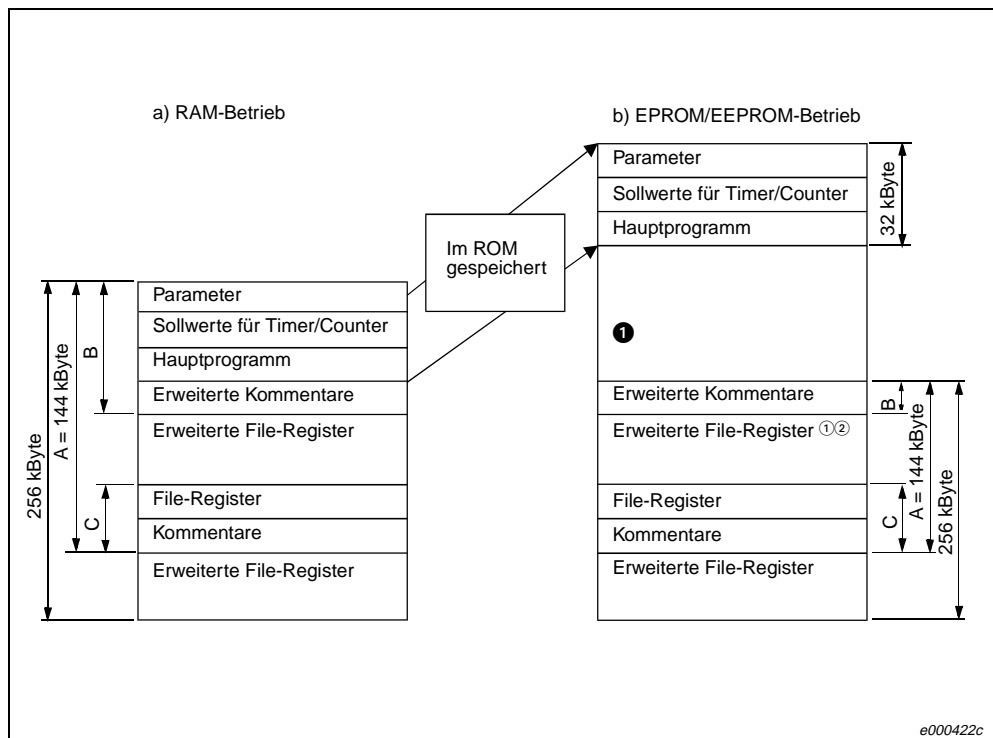 a) RAM-Betrieb
b) EPROM/EEPROM-Betrieb
Im ROM
gespeichert
Parameter
Sollwerte für Timer/Counter
Hauptprogramm
Erweiterte Kommentare
Erweiterte File-Register
File-Register
Kommentare
Erweiterte File-Register
256 kByte
A = 144 kByte
B
C
Parameter
Sollwerte für Timer/Counter
Hauptprogramm
❶
Erweiterte Kommentare
Erweiterte File-Register ①②
File-Register
Kommentare
Erweiterte File-Register
32 kByte
B
C
A = 144 kByte
256 kByte
e000422c